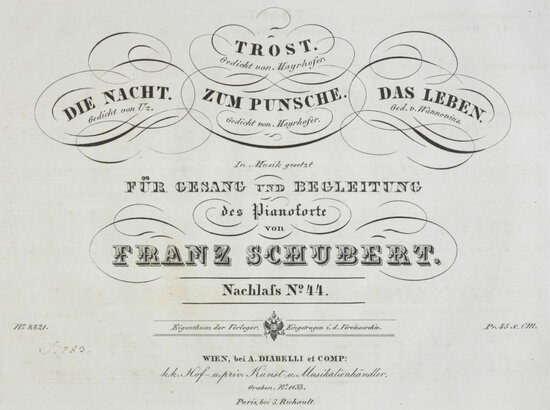 TROST.
Gedicht von Mayrhofer.
DIE NACHT.
Gedicht von Uz.
ZUM PUNSCHE.
Gedicht von Mayrhofer.
DAS LEBEN.
Ged. v. Wannovius.
In Musik gesetzt
FÜR GESANG UND BEGLEITUNG
des Pianoforte
von
FRANZ SCHUBERT.
Nachlaſs No. 44.
No. 8821.
Eigenthum der Verleger. Eingetragen i. d. Vereinsarchiv.
Pr. 45 x. CM.
WIEN, bei A. DIABELLI et COMP:
k.k. Hof- u. priv. Kunst- u. Musikalienhändler.
Graben, No. 1133.
Paris, bei S. Richault.